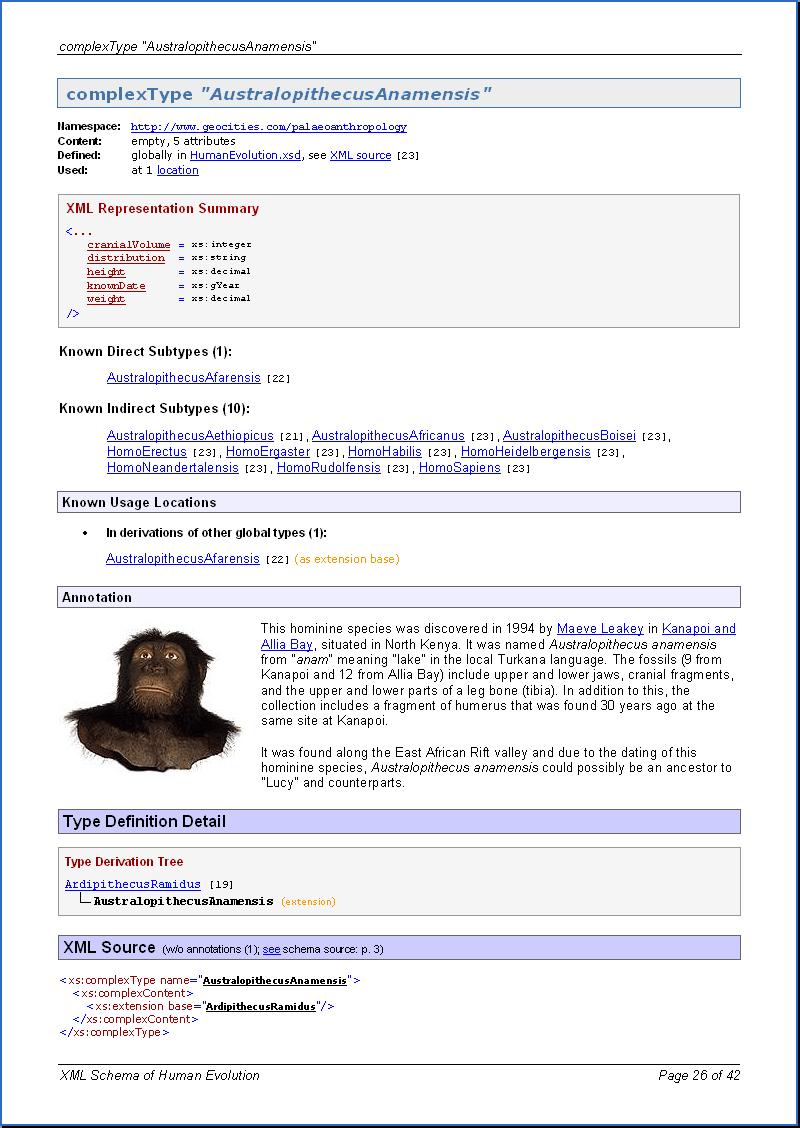 complexType "AustralopithecusAnamensis"
complexType "AustralopithecusAnamensis"
Namespace: http://www.geocities.com/palaeoanthropology
Content: empty, 5 attributes
Defined: globally in HumanEvolution.xsd, see XML source [23]
Used: at 1 location
XML Representation Summary
<...
cranialVolume = xs:integer
distribution = xs:string
height = xs:decimal
knownDate = xs:gYear
weight = xs:decimal
/>
Known Direct Subtypes (1):
AustralopithecusAfarensis [22]
Known Indirect Subtypes (10):
AustralopithecusAethiopicus [21], AustralopithecusAfricanus [23], AustralopithecusBoisei [23],
HomoErectus [23], HomoErgaster [23], HomoHabilis [23], HomoHeidelbergensis [23],
HomoNeandertalensis [23], HomoRudolfensis [23], HomoSapiens [23]
Known Usage Locations
• In derivations of other global types (1):
AustralopithecusAfarensis [22] (as extension base)
Annotation
This hominine species was discovered in 1994 by Maeve Leakey in Kanapoi and
Allia Bay, situated in North Kenya. It was named Australopithecus anamensis
from "anam" meaning "lake" in the local Turkana language. The fossils (9 from
Kanapoi and 12 from Allia Bay) include upper and lower jaws, cranial fragments,
and the upper and lower parts of a leg bone (tibia). In addition to this, the
collection includes a fragment of humerus that was found 30 years ago at the
same site at Kanapoi.
It was found along the East African Rift valley and due to the dating of this
hominine species, Australopithecus anamensis could possibly be an ancestor to
"Lucy" and counterparts.
Type Definition Detail
Type Derivation Tree
ArdipithecusRamidus [19]
AustralopithecusAnamensis (extension)
XML Source (w/o annotations (1); see schema source: p. 3)
<xs:complexType name="AustralopithecusAnamensis">
<xs:complexContent>
<xs:extension base="ArdipithecusRamidus"/>
</xs:complexContent>
</xs:complexType>
XML Schema of Human Evolution Page 26 of 42